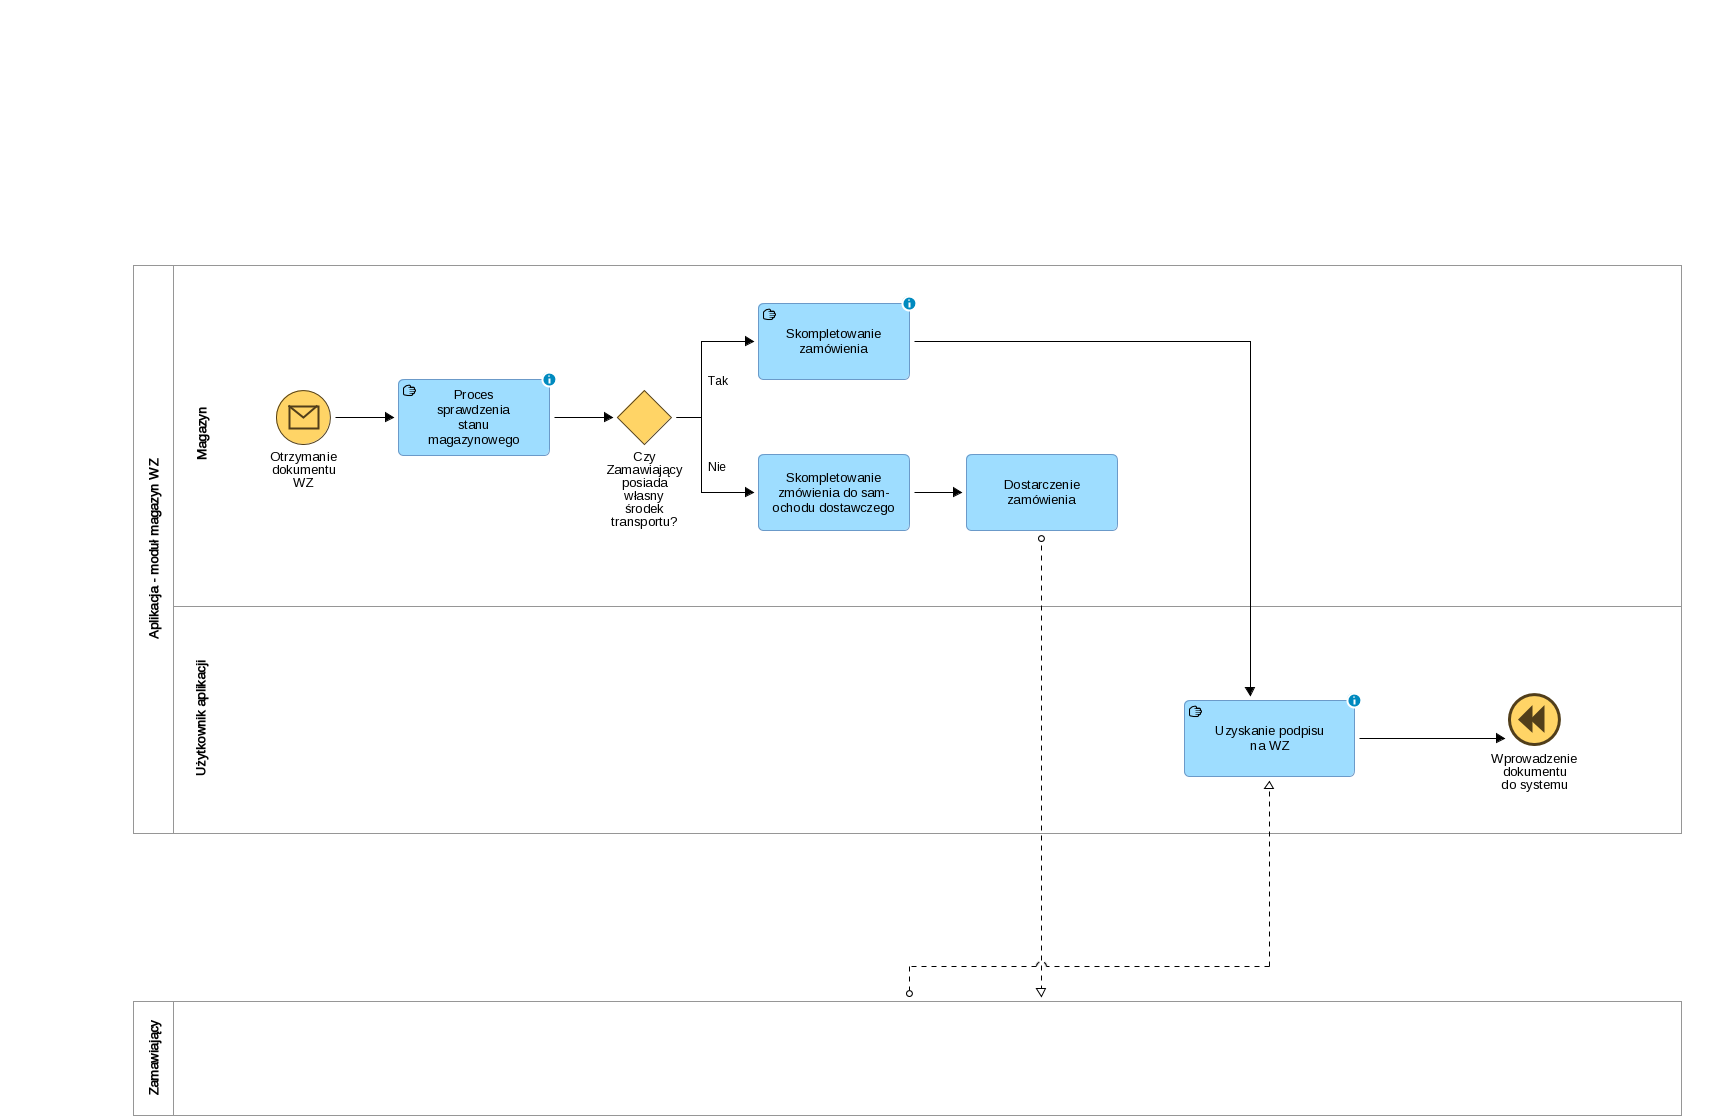 Aplikacja - moduł magazyn WZ
Magazyn
Otrzymanie
dokumentu
WZ
Proces
sprawdzenia
stanu
magazynowego
Czy
Zamawiający
posiada
własny
środek
transportu?
Tak
Nie
Skompletowanie
zamówienia
Skompletowanie
zmówienia do sam-
ochodu dostawczego
Dostarczenie
zamówienia
Użytkownik aplikacji
Uzyskanie podpisu
na WZ
Wprowadzenie
dokumentu
do systemu
Zamawiający